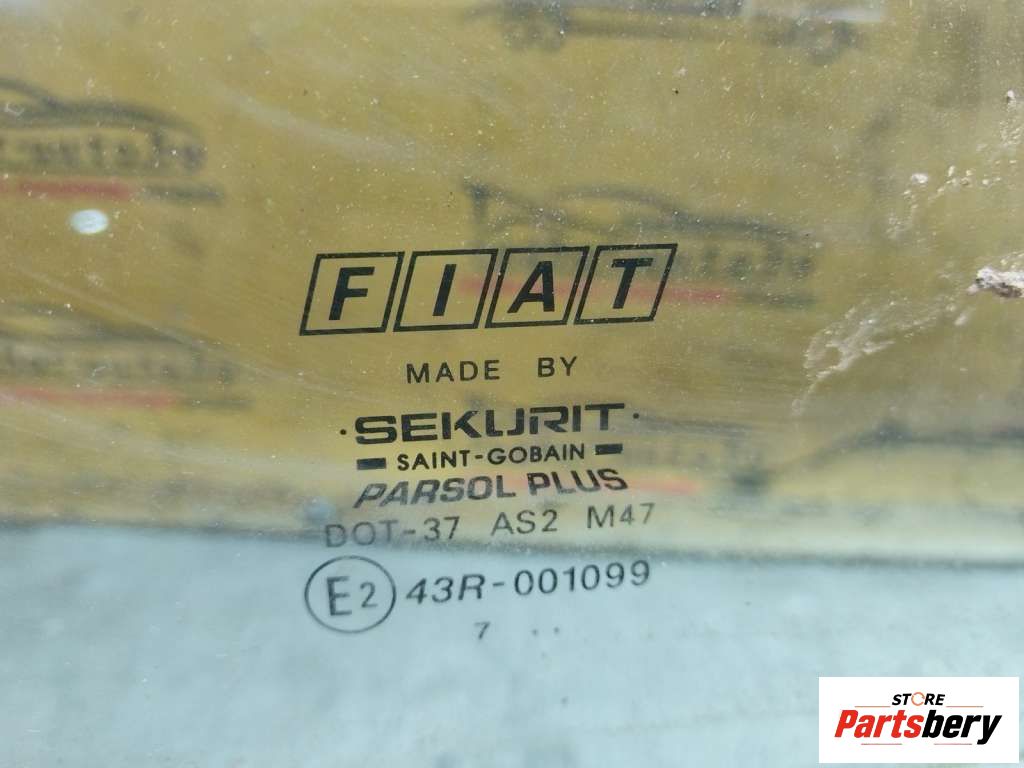 FIAT
MADE BY
·SEKURIT·
SAINT-GOBAIN
PARSOL PLUS
DOT-37 AS2 M47
E2 43R-001099
7 ..
STORE
Partsbery